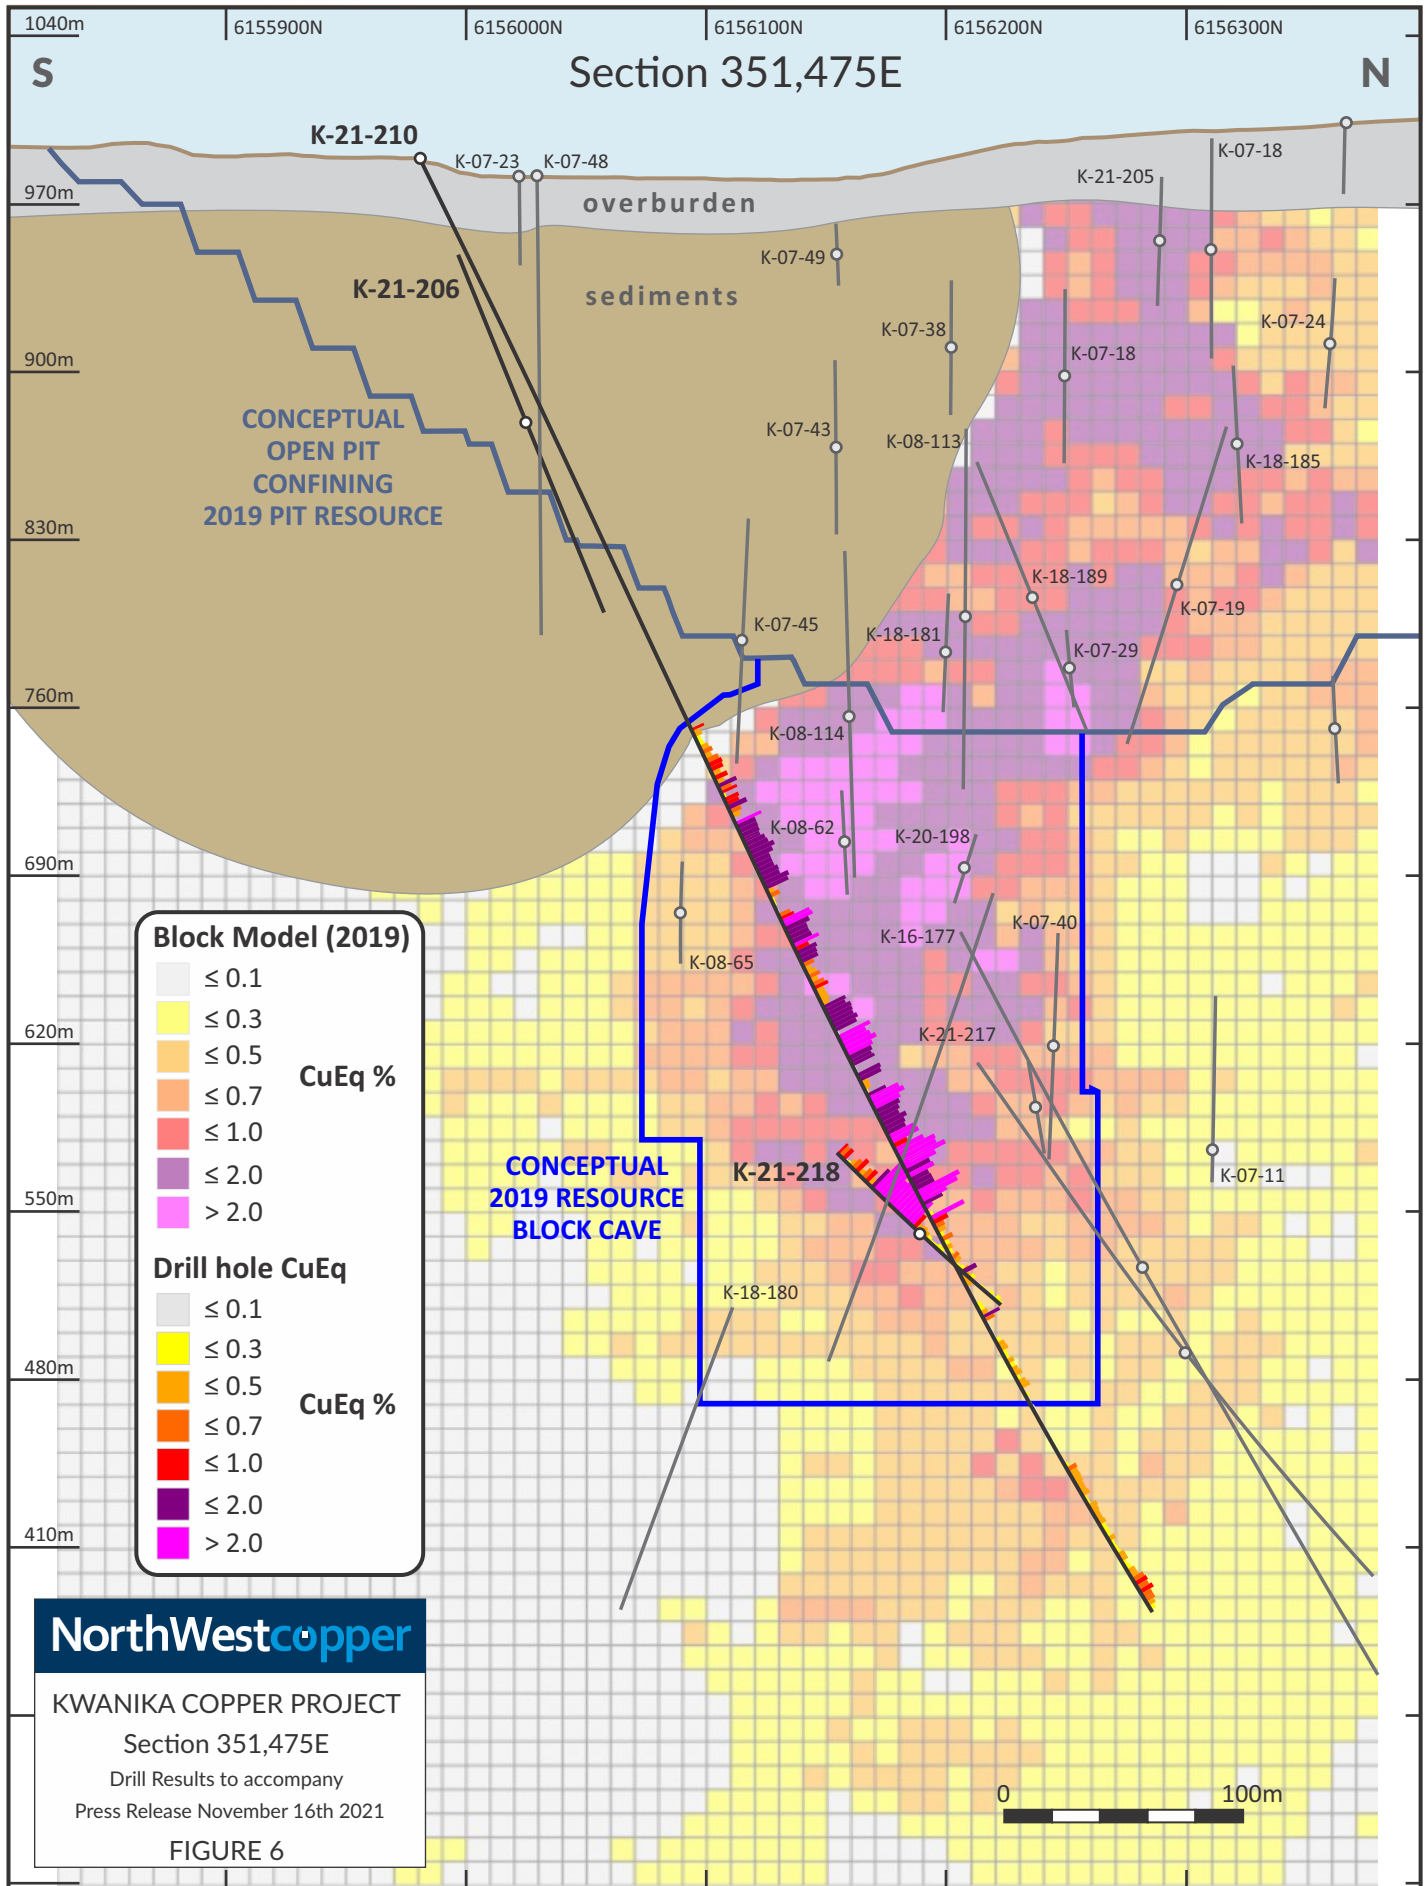 1040m
6155900N
6156000N
6156100N
6156200N
6156300N
S
Section 351,475E
N
K-21-210
K-07-23
K-07-48
K-07-18
K-21-205
970m
overburden
K-07-49
K-21-206
sediments
K-07-38
K-07-24
900m
K-07-18
CONCEPTUAL
OPEN PIT
CONFINING
2019 PIT RESOURCE
K-07-43
K-08-113
K-18-185
830m
K-18-189
K-07-19
K-07-45
K-18-181
K-07-29
760m
K-08-114
K-08-62
K-20-198
690m
K-07-40
K-16-177
K-08-65
Block Model (2019)
≤ 0.1
≤ 0.3
≤ 0.5
CuEq %
≤ 0.7
≤ 1.0
≤ 2.0
> 2.0
620m
K-21-217
CONCEPTUAL
2019 RESOURCE
BLOCK CAVE
K-21-218
K-07-11
550m
Drill hole CuEq
≤ 0.1
≤ 0.3
≤ 0.5
CuEq %
≤ 0.7
≤ 1.0
≤ 2.0
> 2.0
K-18-180
480m
410m
NorthWestcopper
KWANIKA COPPER PROJECT
Section 351,475E
Drill Results to accompany
Press Release November 16th 2021
FIGURE 6
0
100m